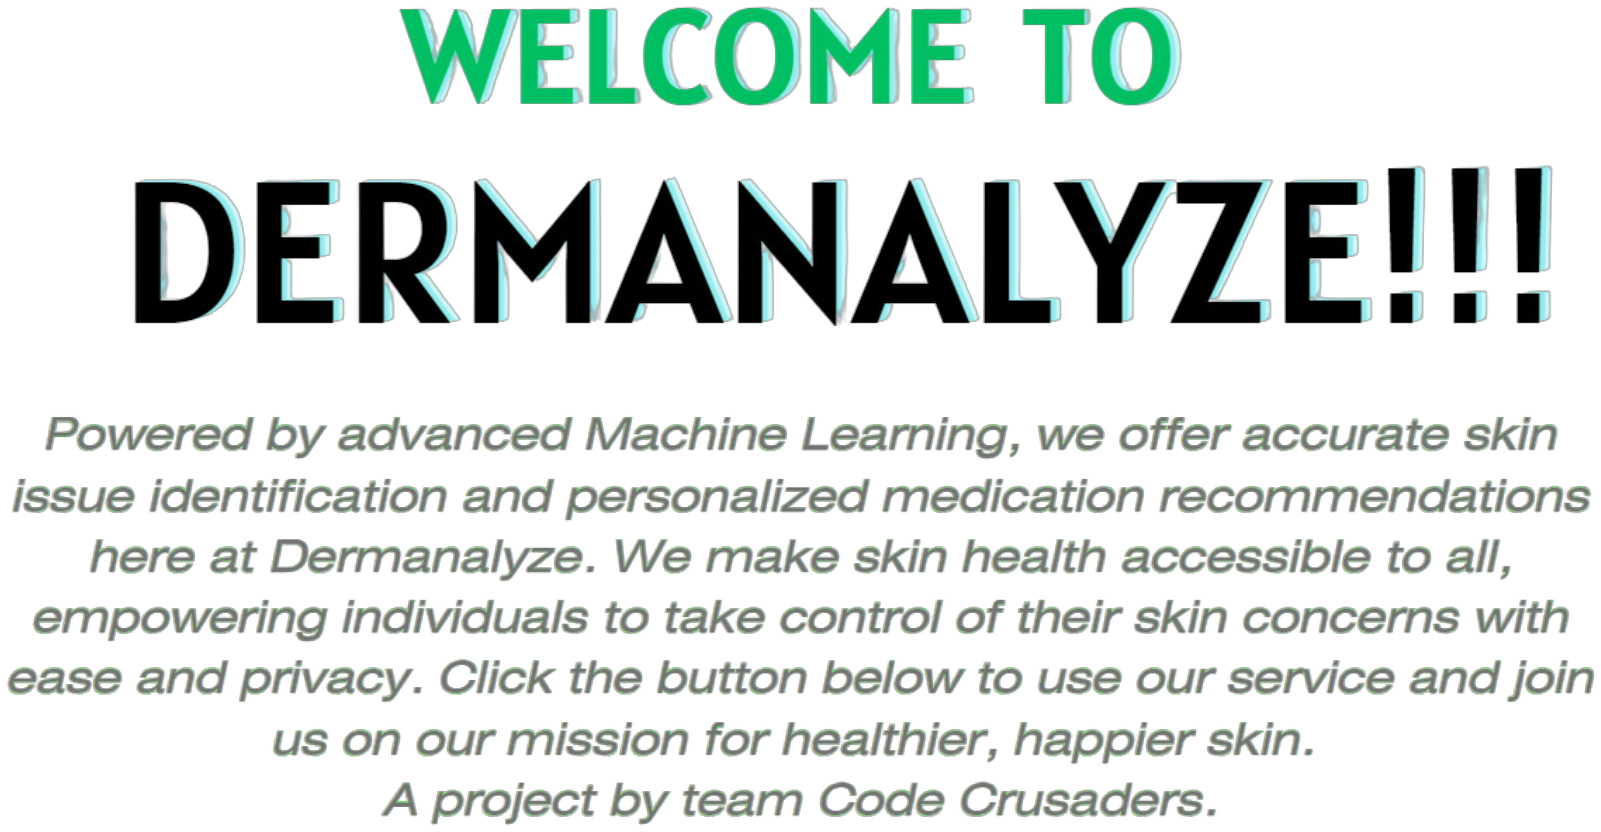 WELCOME TO
DERMANALYZE!!!
Powered by advanced Machine Learning, we offer accurate skin
issue identification and personalized medication recommendations
here at Dermanalyze. We make skin health accessible to all,
empowering individuals to take control of their skin concerns with
ease and privacy. Click the button below to use our service and join
us on our mission for healthier, happier skin.
A project by team Code Crusaders.